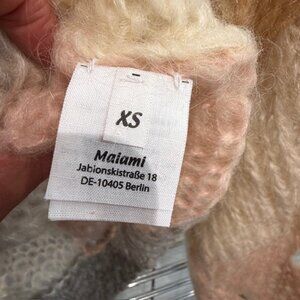 XS
Maiami
Jablonskistraße 18
DE-10405 Berlin